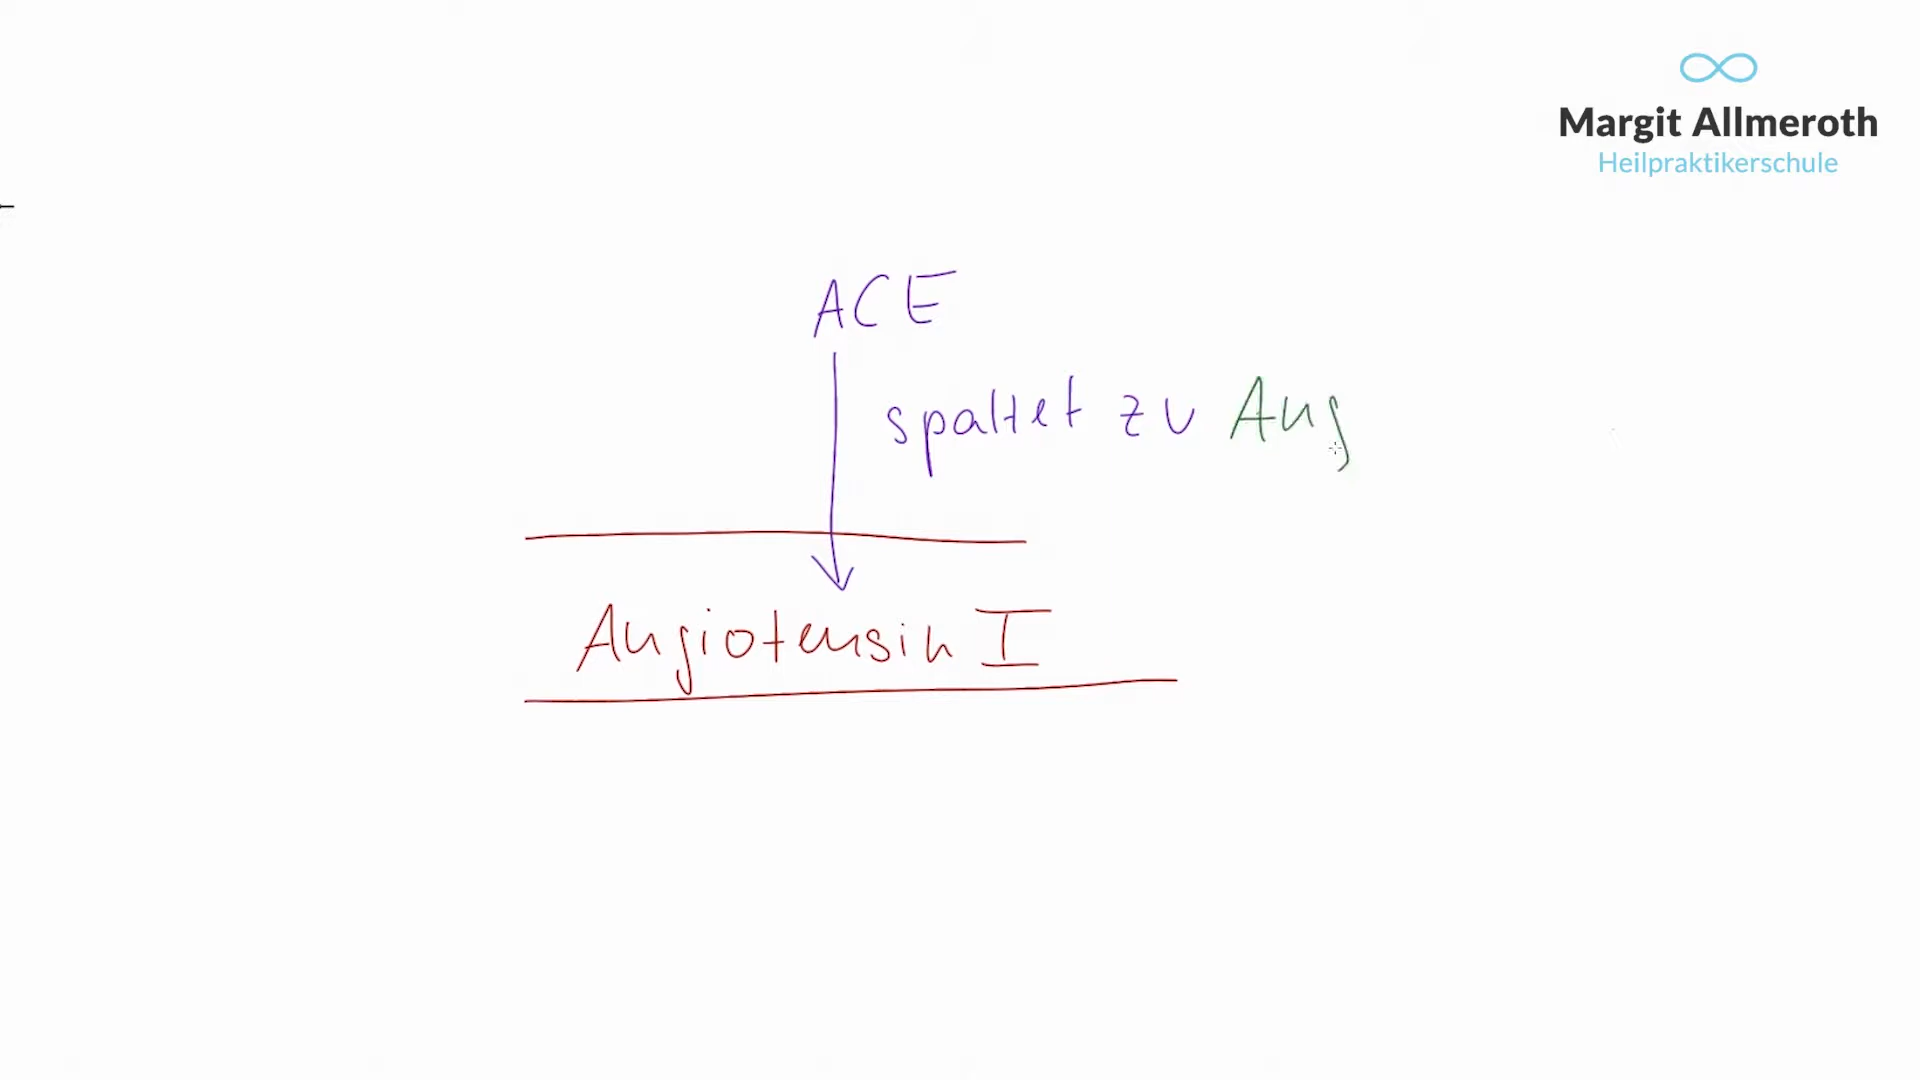 Margit Allmeroth
Heilpraktikerschule
ACE
spaltet zu Ang
Angiotensin I